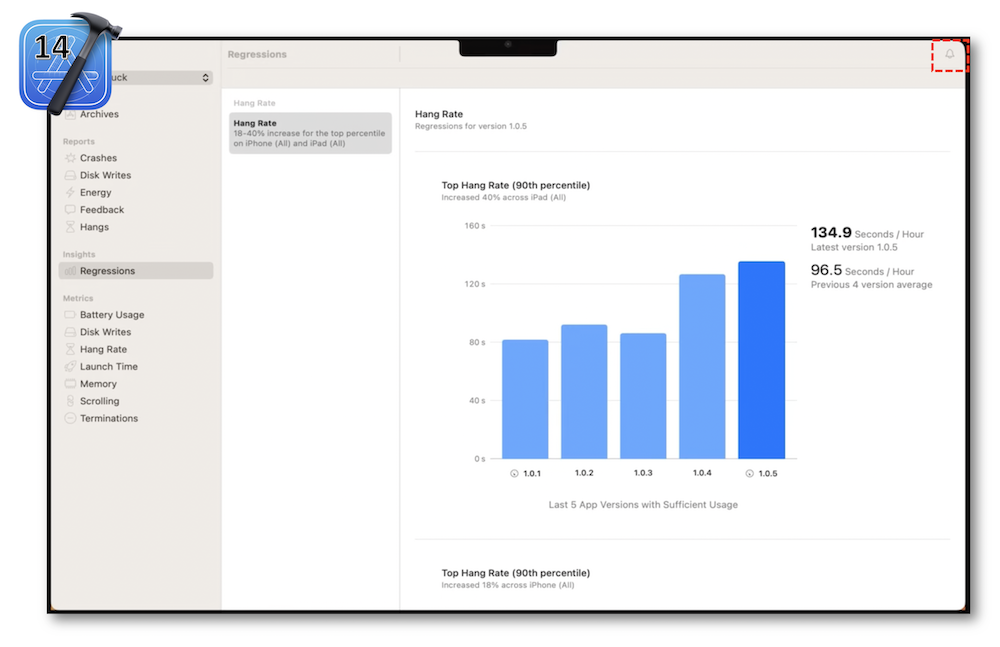 14
Regressions
uck
Archives
Reports
Crashes
Disk Writes
Energy
Feedback
Hangs
Insights
Regressions
Metrics
Battery Usage
Disk Writes
Hang Rate
Launch Time
Memory
Scrolling
Terminations
Hang Rate
Hang Rate
18-40% increase for the top percentile
on iPhone (All) and iPad (All)
Hang Rate
Regressions for version 1.0.5
Top Hang Rate (90th percentile)
Increased 40% across iPad (All)
160 s
120 s
80 s
40 s
0 s
1.0.1
1.0.2
1.0.3
1.0.4
1.0.5
Last 5 App Versions with Sufficient Usage
134.9 Seconds / Hour
Latest version 1.0.5
96.5 Seconds / Hour
Previous 4 version average
Top Hang Rate (90th percentile)
Increased 18% across iPhone (All)